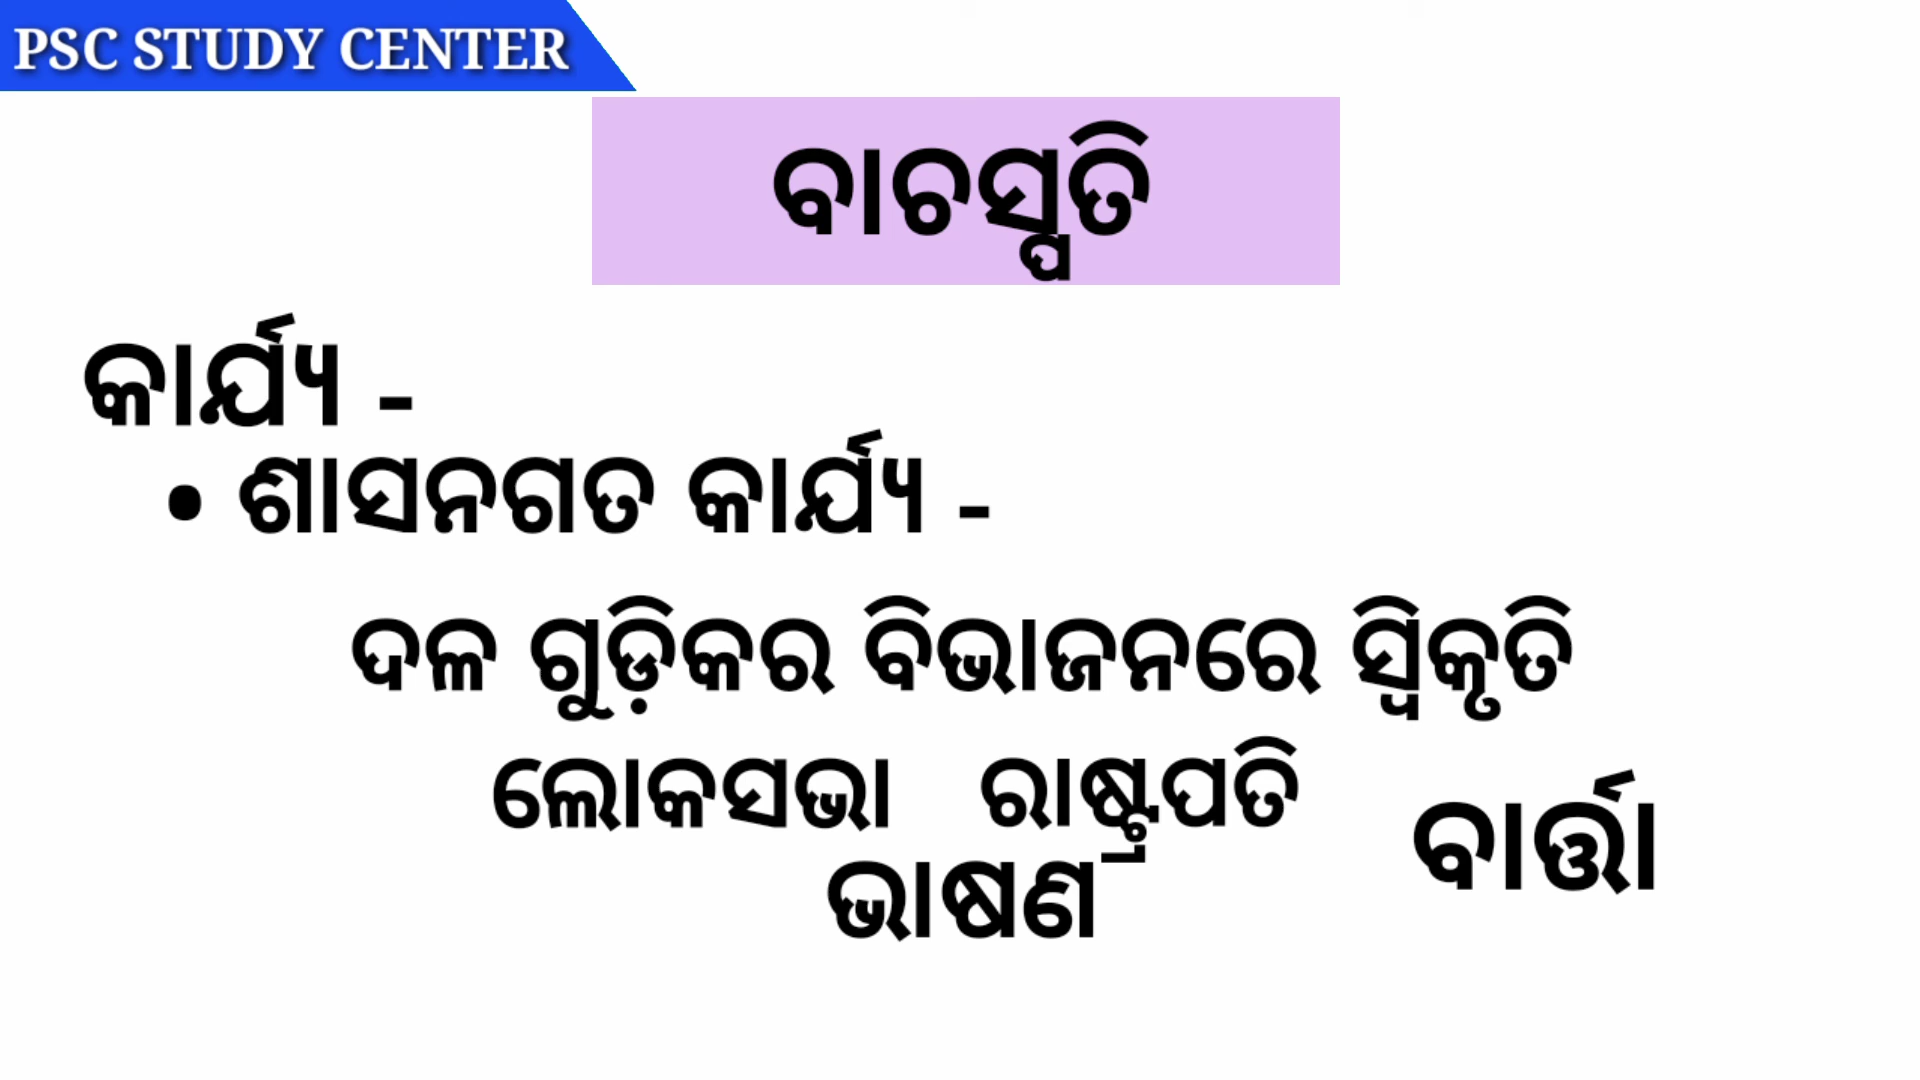 PSC STUDY CENTER
ବାଚସ୍ପତି
କାର୍ଯ୍ୟ -
• ଶାସନଗତ କାର୍ଯ୍ୟ -
ଦଳ ଗୁଡ଼ିକର ବିଭାଜନରେ ସ୍ୱିକୃତି
ଲୋକସଭା ରାଷ୍ଟ୍ରପତି ବାର୍ତ୍ତା
ଭାଷଣ